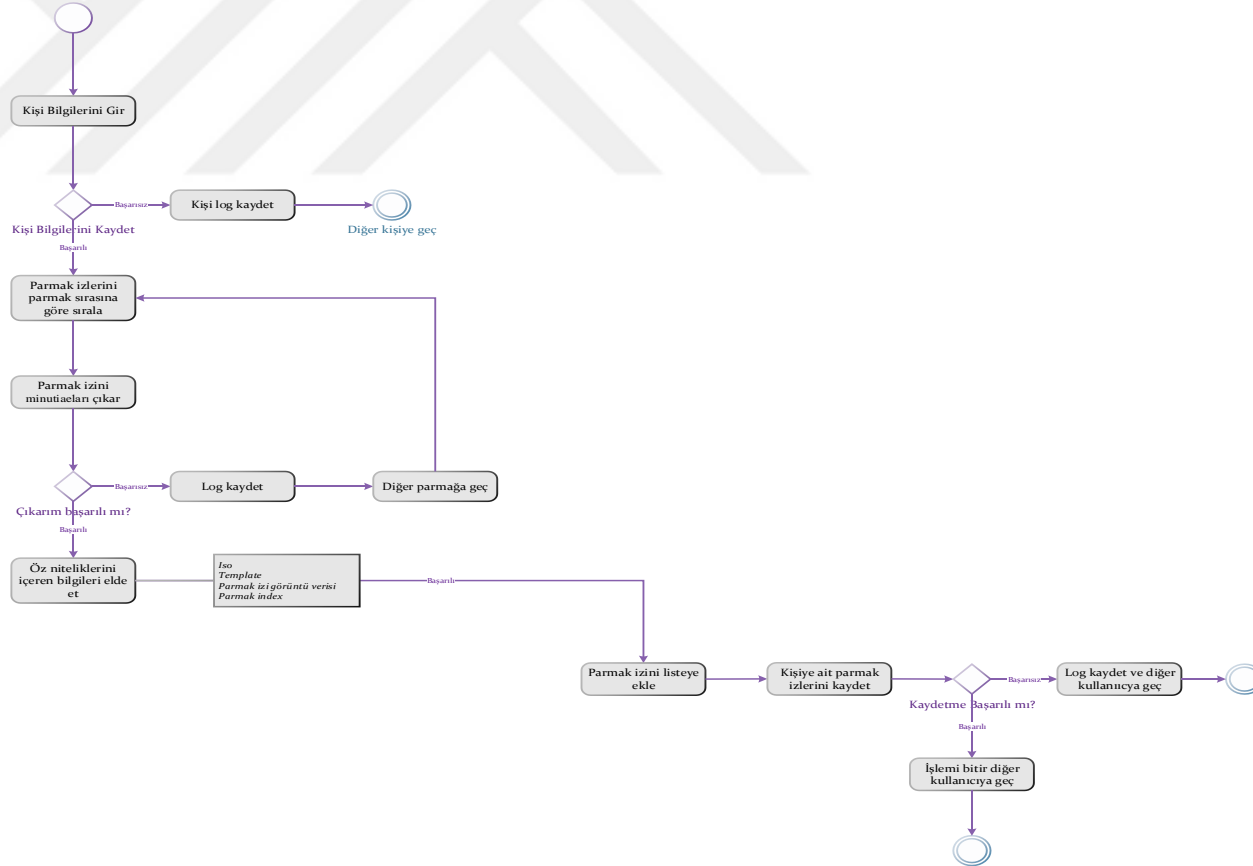 Kişi Bilgilerini Gir
Başarısız
Kişi log kaydet
Kişi Bilgilerini Kaydet
Diğer kişiye geç
Başarılı
Parmak izlerini
parmak sırasına
göre sırala
Parmak izini
minutiaeları çıkar
Başarısız
Log kaydet
Diğer parmağa geç
Çıkarım başarılı mı?
Başarılı
Öz niteliklerini
içeren bilgileri elde
et
Iso
Template
Parmak izi görüntü verisi
Parmak index
Başarılı
Parmak izini listeye
ekle
Kişiye ait parmak
izlerini kaydet
Başarısız
Log kaydet ve diğer
kullanııcya geç
Kaydetme Başarılı mı?
Başarılı
İşlemi bitir diğer
kullanıcıya geç